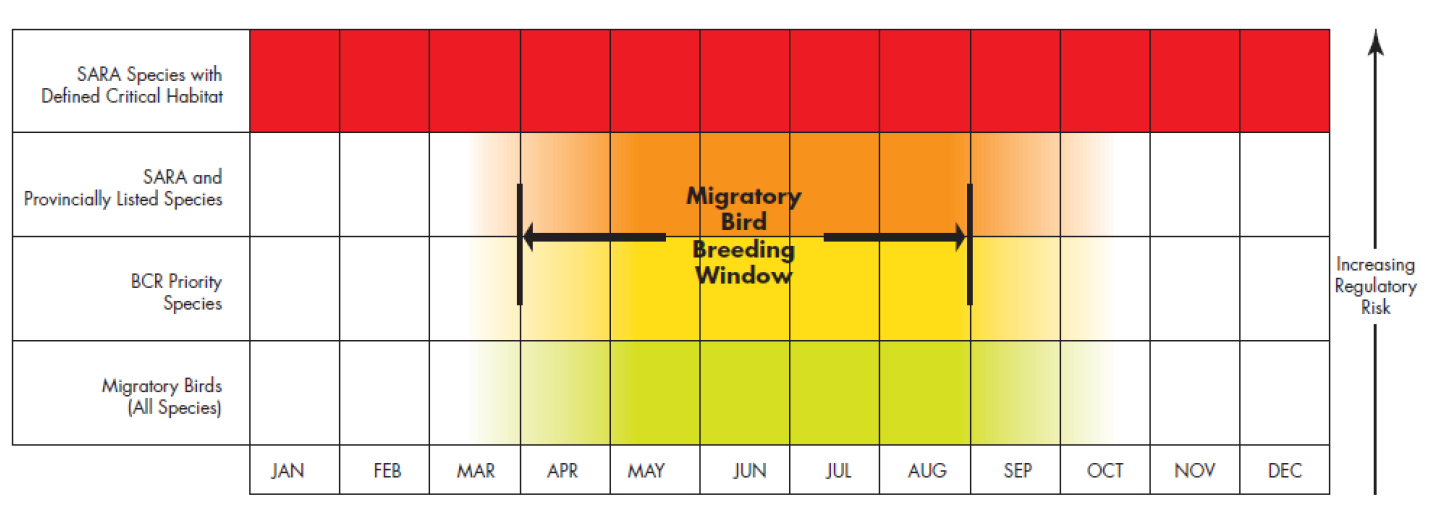 SARA Species with
Defined Critical Habitat
SARA and
Provincially Listed Species
Migratory
Bird
Breeding
Window
BCR Priority
Species
Increasing
Regulatory
Risk
Migratory Birds
(All Species)
JAN FEB MAR APR MAY JUN JUL AUG SEP OCT NOV DEC